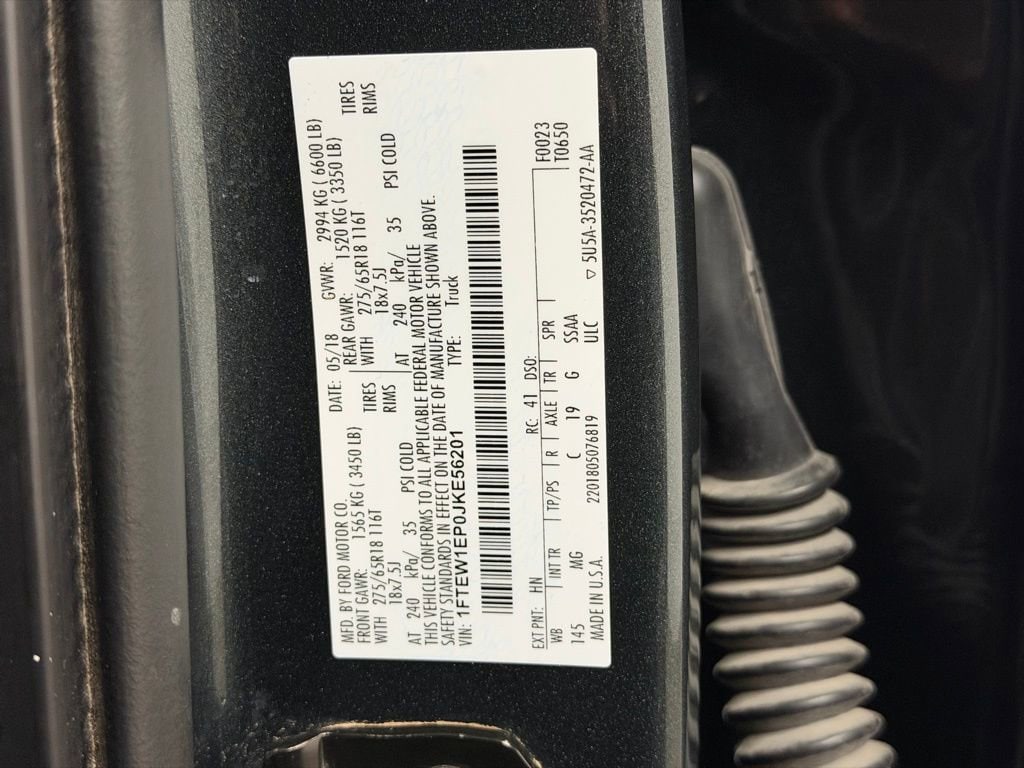 MFD. BY FORD MOTOR CO. DATE: 05/18 GVWR: 2994 KG ( 6600 LB)
FRONT GAWR: 1565 KG ( 3450 LB) REAR GAWR: 1520 KG ( 3350 LB)
WITH 275/65R18 116T TIRES WITH 275/65R18 116T TIRES
18x7.5J RIMS 18x7.5J RIMS
AT 240 kPa/ 35 PSI COLD AT 240 kPa/ 35 PSI COLD
THIS VEHICLE CONFORMS TO ALL APPLICABLE FEDERAL MOTOR VEHICLE
SAFETY STANDARDS IN EFFECT ON THE DATE OF MANUFACTURE SHOWN ABOVE.
VIN: 1FTEW1EP0JKE56201 TYPE: Truck
EXT PNT: HN RC: 41 DSO: F0023
WB INT TR TP/PS R AXLE TR SPR T0650
145 MG C 19 G SSAA ▽ 5U5A-3520472-AA
MADE IN U.S.A. 2201805076819 UILC